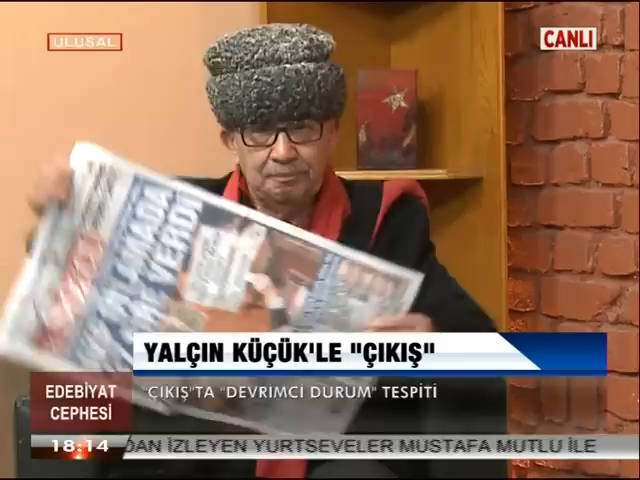 ULUSAL
CANLI
YALÇIN KÜÇÜK'LE "ÇIKIŞ"
EDEBİYAT
CEPHESİ
"ÇIKIŞ"TA "DEVRİMCİ DURUM" TESPİTİ
18:14
DAN İZLEYEN YURTSEVERLER MUSTAFA MUTLU İLE